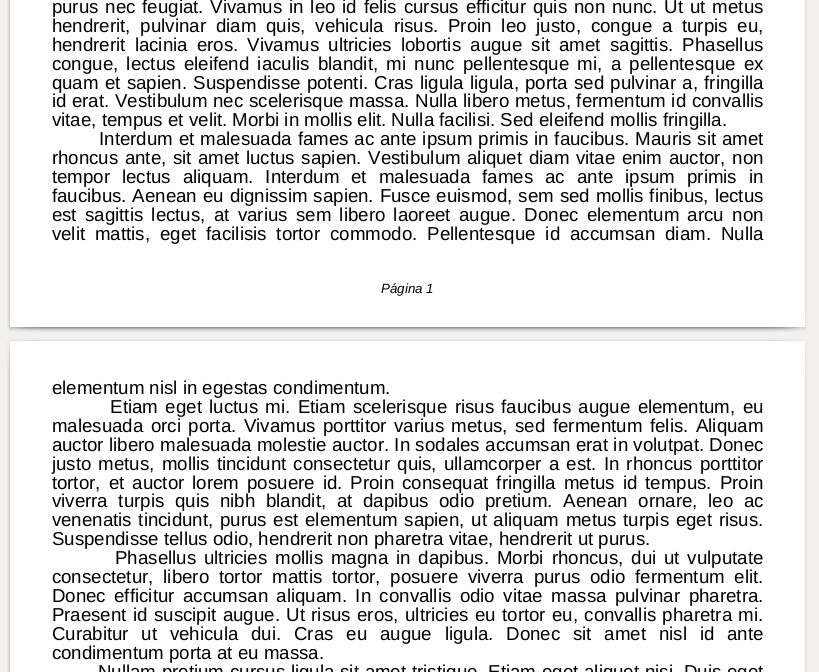 purus nec feugiat. Vivamus in leo id felis cursus efficitur quis non nunc. Ut ut metus
hendrerit, pulvinar diam quis, vehicula risus. Proin leo justo, congue a turpis eu,
hendrerit lacinia eros. Vivamus ultricies lobortis augue sit amet sagittis. Phasellus
congue, lectus eleifend iaculis blandit, mi nunc pellentesque mi, a pellentesque ex
quam et sapien. Suspendisse potenti. Cras ligula ligula, porta sed pulvinar a, fringilla
id erat. Vestibulum nec scelerisque massa. Nulla libero metus, fermentum id convallis
vitae, tempus et velit. Morbi in mollis elit. Nulla facilisi. Sed eleifend mollis fringilla.
Interdum et malesuada fames ac ante ipsum primis in faucibus. Mauris sit amet
rhoncus ante, sit amet luctus sapien. Vestibulum aliquet diam vitae enim auctor, non
tempor lectus aliquam. Interdum et malesuada fames ac ante ipsum primis in
faucibus. Aenean eu dignissim sapien. Fusce euismod, sem sed mollis finibus, lectus
est sagittis lectus, at varius sem libero laoreet augue. Donec elementum arcu non
velit mattis, eget facilisis tortor commodo. Pellentesque id accumsan diam. Nulla
Página 1
elementum nisl in egestas condimentum.
Etiam eget luctus mi. Etiam scelerisque risus faucibus augue elementum, eu
malesuada orci porta. Vivamus porttitor varius metus, sed fermentum felis. Aliquam
auctor libero malesuada molestie auctor. In sodales accumsan erat in volutpat. Donec
justo metus, mollis tincidunt consectetur quis, ullamcorper a est. In rhoncus porttitor
tortor, et auctor lorem posuere id. Proin consequat fringilla metus id tempus. Proin
viverra turpis quis nibh blandit, at dapibus odio pretium. Aenean ornare, leo ac
venenatis tincidunt, purus est elementum sapien, ut aliquam metus turpis eget risus.
Suspendisse tellus odio, hendrerit non pharetra vitae, hendrerit ut purus.
Phasellus ultricies mollis magna in dapibus. Morbi rhoncus, dui ut vulputate
consectetur, libero tortor mattis tortor, posuere viverra purus odio fermentum elit.
Donec efficitur accumsan aliquam. In convallis odio vitae massa pulvinar pharetra.
Praesent id suscipit augue. Ut risus eros, ultricies eu tortor eu, convallis pharetra mi.
Curabitur ut vehicula dui. Cras eu augue ligula. Donec sit amet nisl id ante
condimentum porta at eu massa.
Nullam pretium cursus ligula sit amet tristique. Etiam eget aliquet nisi. Duis eget